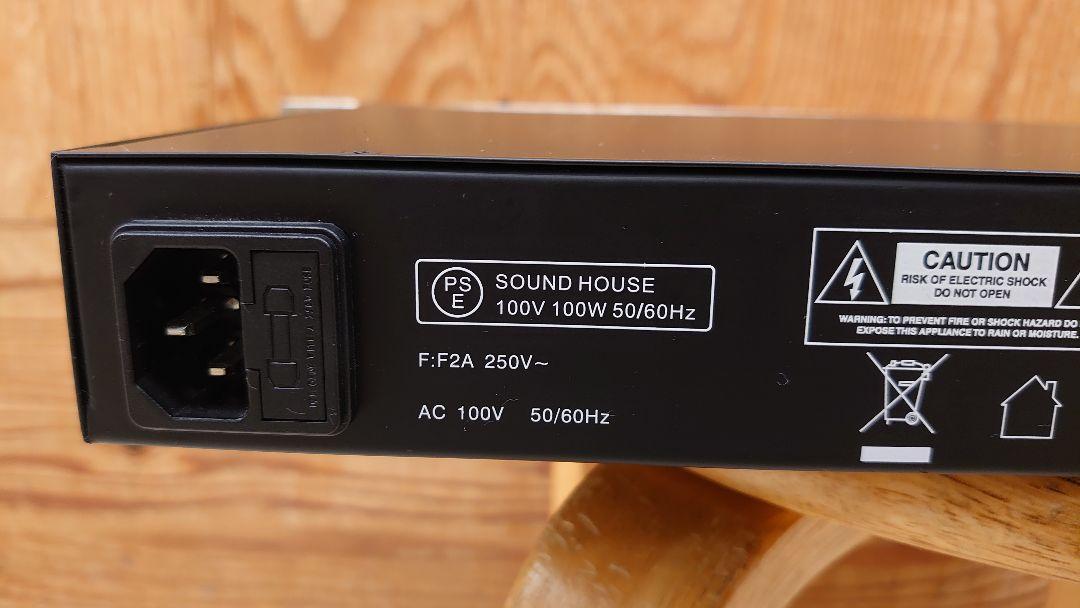 PS
E
SOUND HOUSE
100V 100W 50/60Hz
F:F2A 250V~
AC 100V 50/60Hz
CAUTION
RISK OF ELECTRIC SHOCK
DO NOT OPEN
WARNING: TO PREVENT FIRE OR SHOCK HAZARD DO
EXPOSE THIS APPLIANCE TO RAIN OR MOISTURE.